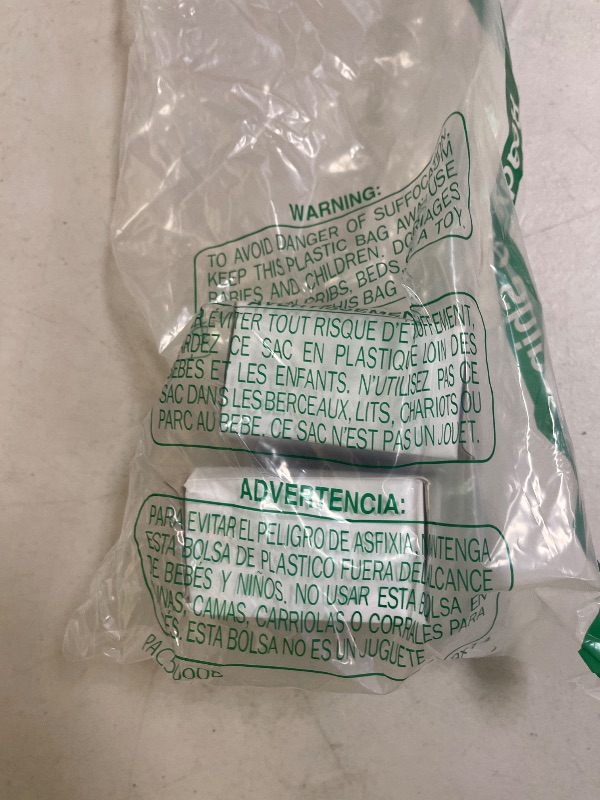 WARNING:
TO AVOID DANGER OF SUFFOCATION,
KEEP THIS PLASTIC BAG AWAY
USE
BABIES AND CHILDREN. DO
CRIBS, BEDS,
THIS BAG
A TOY.
ÉVITER TOUT RISQUE
CE SAC EN PLASTIQUE LOIN DES
ET LES ENFANTS. N'UTILISEZ PAS CE
SAC DANS LES BERCEAUX, LITS, CHARIOTS OU
PARC AU BEBE. CE SAC N'EST PAS UN JOUET.
ADVERTENCIA:
PARA EVITAR EL PELIGRO DE ASFIXIA,
ESTA BOLSA DE PLASTICO FUERA DEL
DE BEBÉS Y NIÑOS. NO USAR ESTA BOLSA EN
CAMAS, CARRIOLAS O CORRALES PARA
ESTA BOLSA NO ES UN JUGUETE